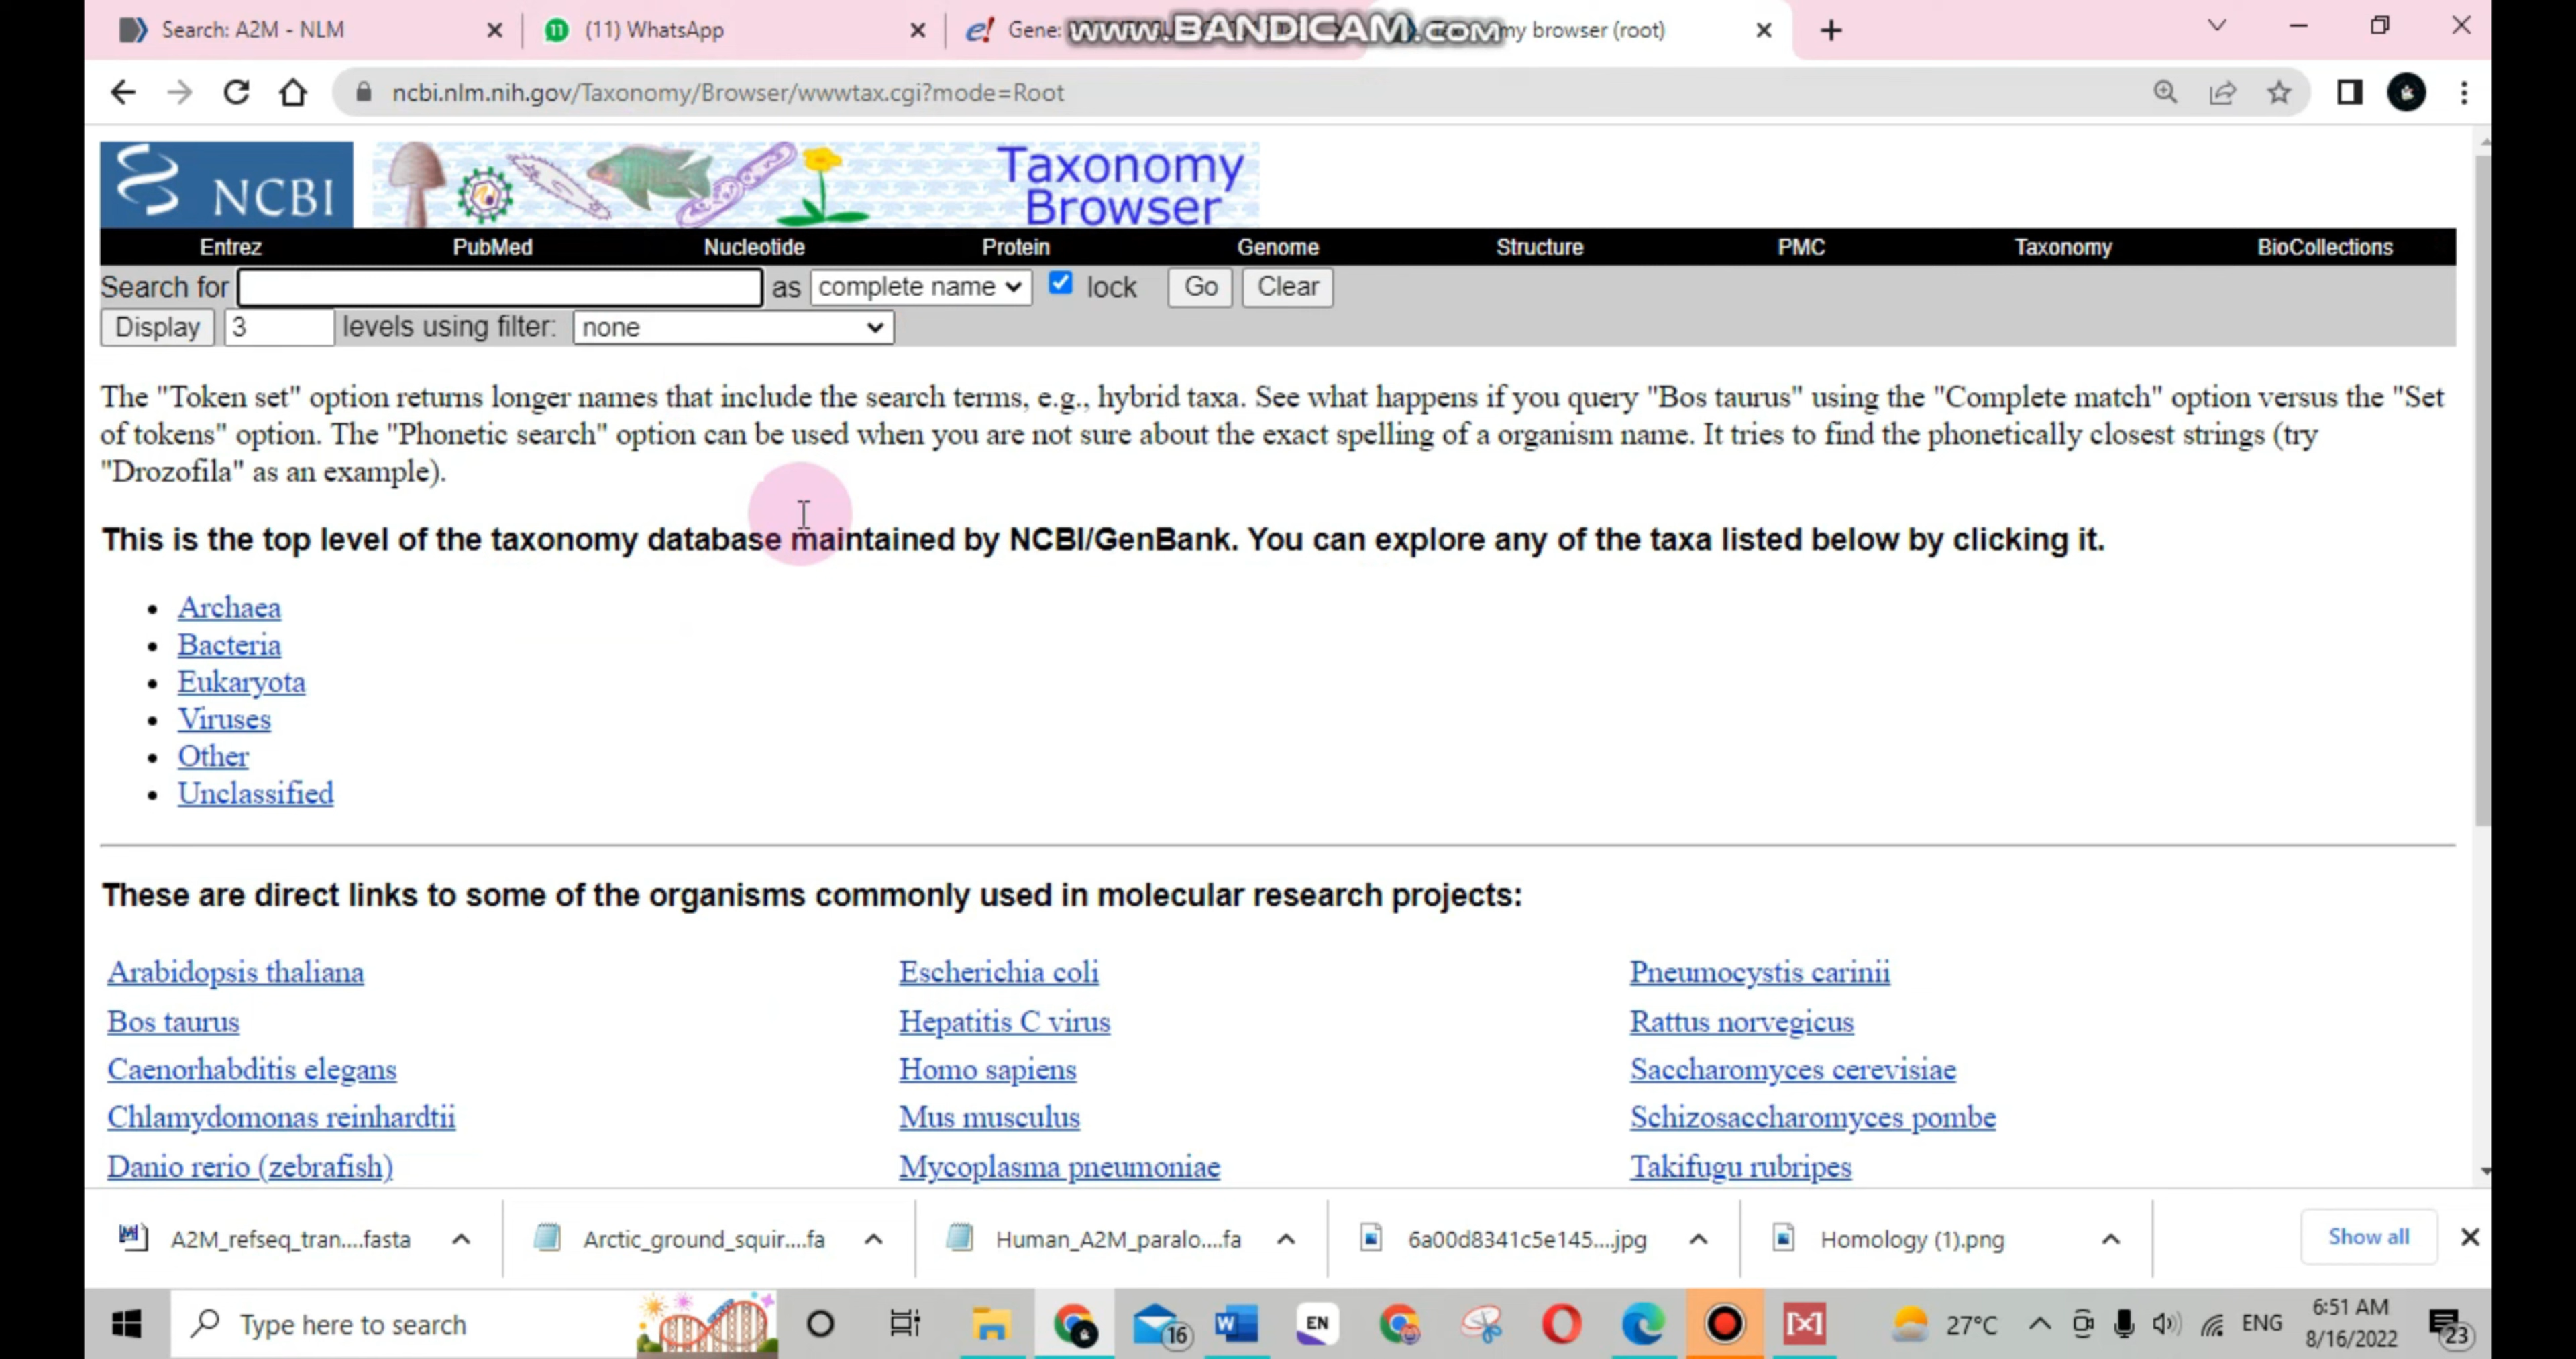 Search: A2M - NLM
(11) WhatsApp
Gene:
www.BANDICAM.com
my browser (root)
ncbi.nlm.nih.gov/Taxonomy/Browser/wwwtax.cgi?mode=Root
NCBI
Taxonomy
Browser
Entrez PubMed Nucleotide Protein Genome Structure PMC Taxonomy BioCollections
Search for as complete name lock Go Clear
Display 3 levels using filter: none
The "Token set" option returns longer names that include the search terms, e.g., hybrid taxa. See what happens if you query "Bos taurus" using the "Complete match" option versus the "Set
of tokens" option. The "Phonetic search" option can be used when you are not sure about the exact spelling of a organism name. It tries to find the phonetically closest strings (try
"Drozofila" as an example).
This is the top level of the taxonomy database maintained by NCBI/GenBank. You can explore any of the taxa listed below by clicking it.
Archaea
Bacteria
Eukaryota
Viruses
Other
Unclassified
These are direct links to some of the organisms commonly used in molecular research projects:
Arabidopsis thaliana Escherichia coli Pneumocystis carinii
Bos taurus Hepatitis C virus Rattus norvegicus
Caenorhabditis elegans Homo sapiens Saccharomyces cerevisiae
Chlamydomonas reinhardtii Mus musculus Schizosaccharomyces pombe
Danio rerio (zebrafish) Mycoplasma pneumoniae Takifugu rubripes
A2M_refseq_tran....fasta Arctic_ground_squir....fa Human_A2M_paralo....fa 6a00d8341c5e145....jpg Homology (1).png Show all
Type here to search 16 EN 27°C ENG 6:51 AM
8/16/2022 23